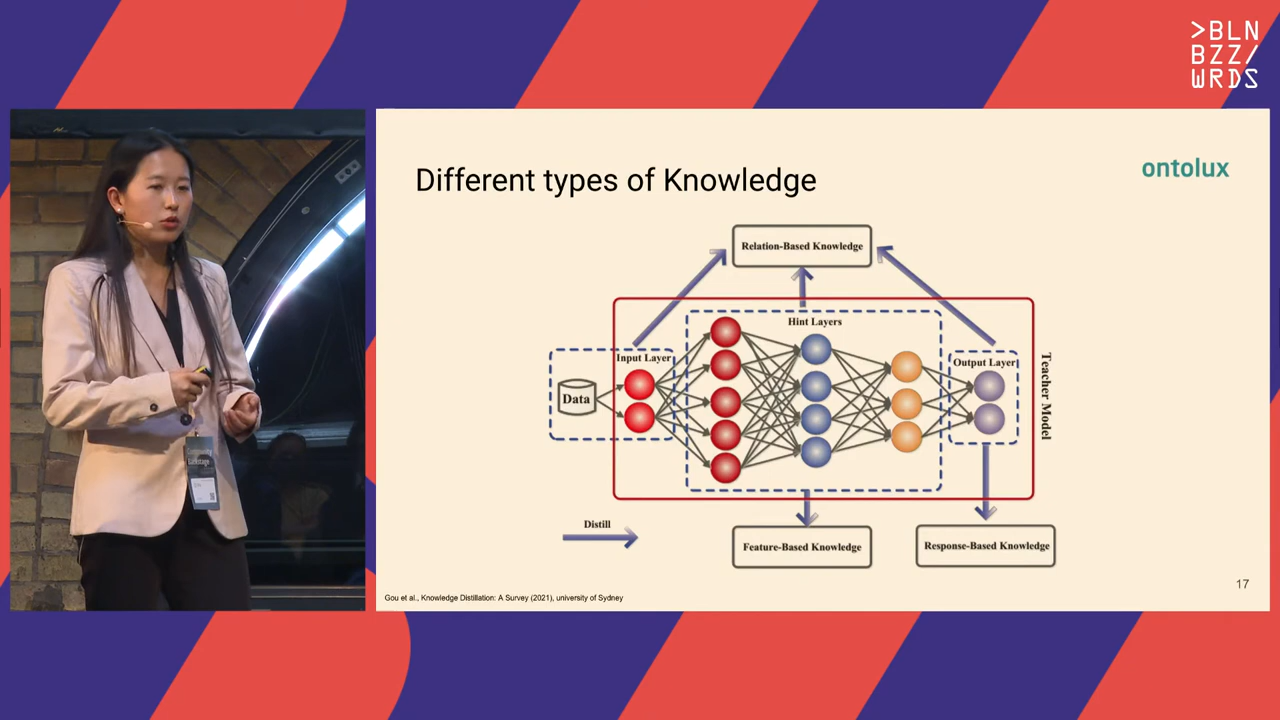 >BLN
BZZ/
WRDS
Different types of Knowledge
ontolux
Relation-Based Knowledge
Hint Layers
Input Layer
Output Layer
Data
Teacher Model
Distill
Feature-Based Knowledge
Response-Based Knowledge
17
Gou et al., Knowledge Distillation: A Survey (2021), university of Sydney